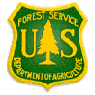 FOREST SERVICE
U S
DEPARTMENT OF AGRICULTURE